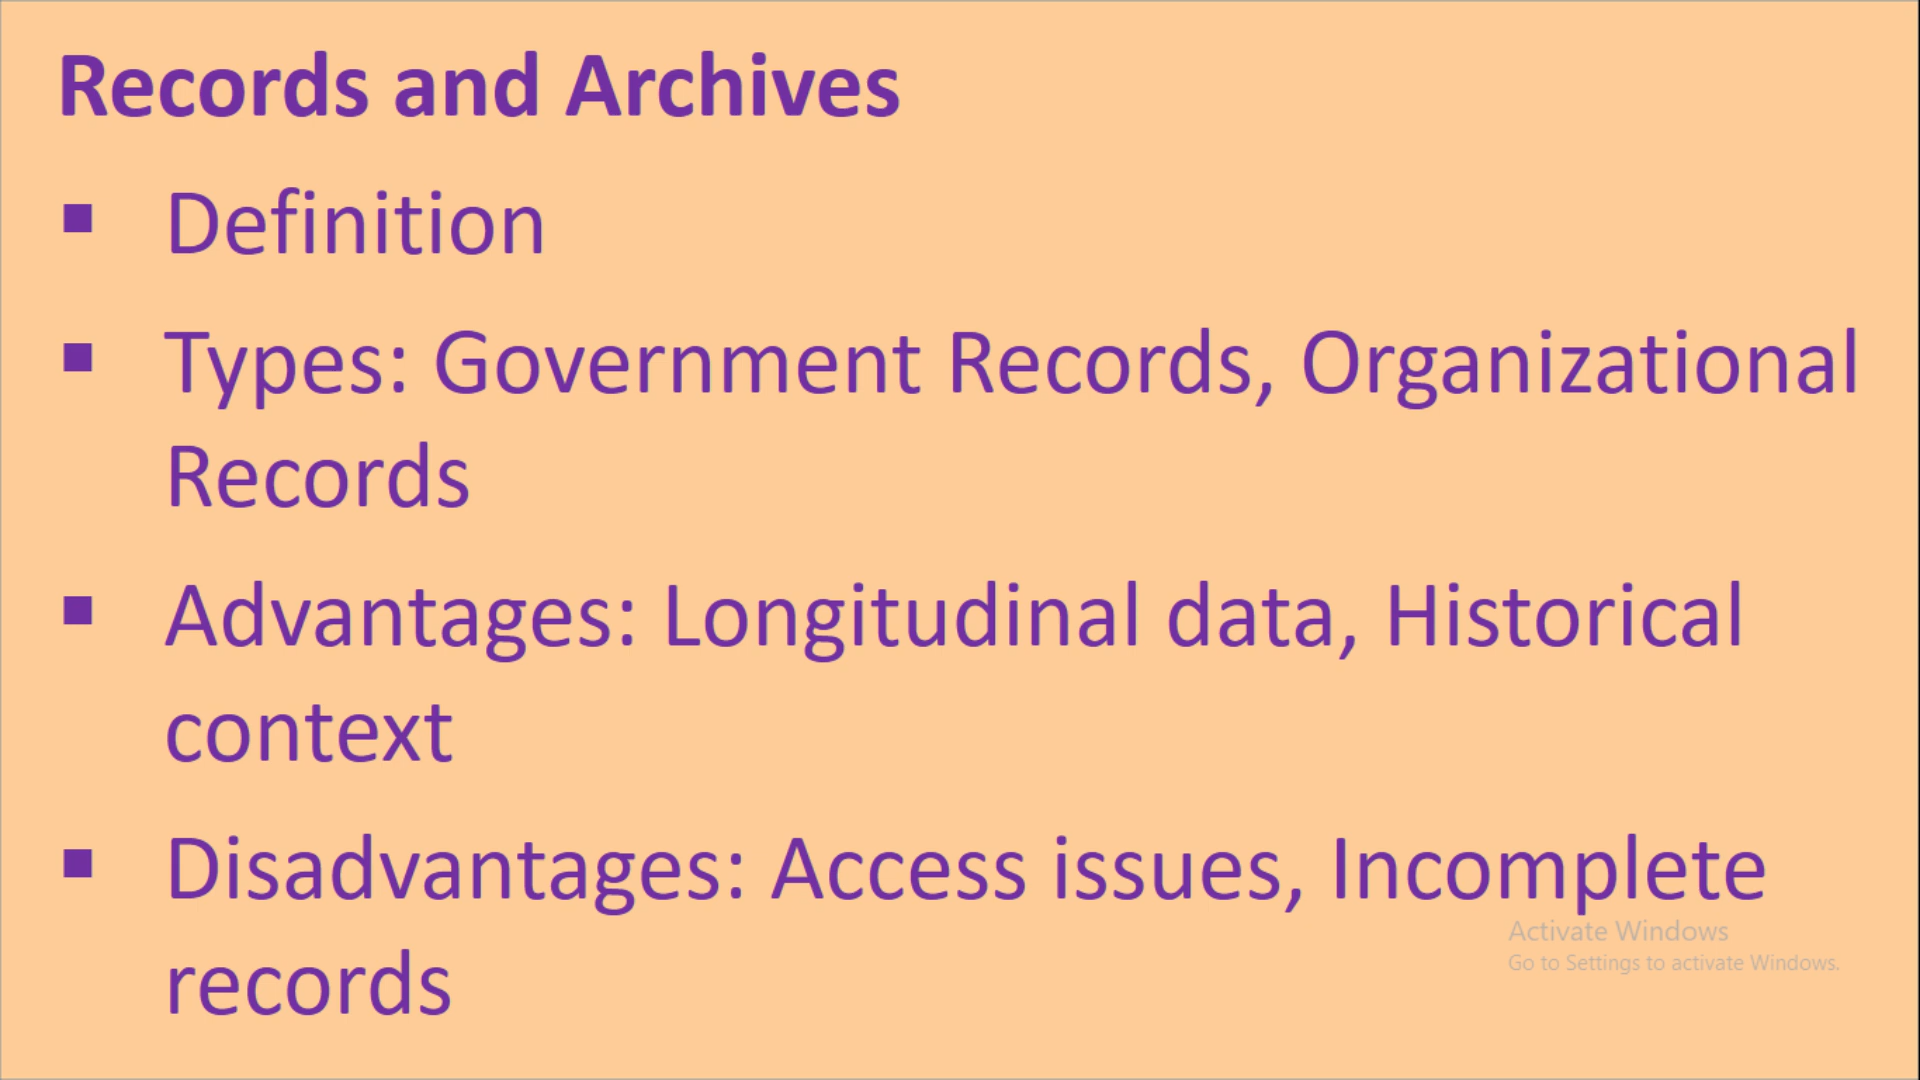 Records and Archives
▪ Definition
▪ Types: Government Records, Organizational
Records
▪ Advantages: Longitudinal data, Historical
context
▪ Disadvantages: Access issues, Incomplete
records
Activate Windows
Go to Settings to activate Windows.